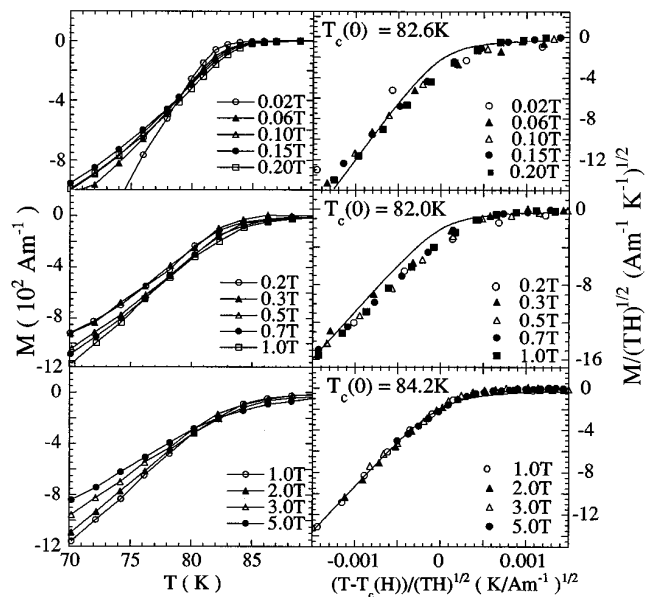 0
-4
-8
0.02T
0.06T
0.10T
0.15T
0.20T
T_c(0) = 82.6K
0.02T
0.06T
0.10T
0.15T
0.20T
0
-4
-8
-12
M ( 10² Am⁻¹ )
0
-4
-8
-12
0.2T
0.3T
0.5T
0.7T
1.0T
T_c(0) = 82.0K
0.2T
0.3T
0.5T
0.7T
1.0T
0
-4
-8
-12
-16
M/(TH)^{1/2} (Am⁻¹ K⁻¹)^{1/2}
0
-4
-8
-12
1.0T
2.0T
3.0T
5.0T
T_c(0) = 84.2K
1.0T
2.0T
3.0T
5.0T
0
-4
-8
-12
70 75 80 85
T ( K )
-0.001 0 0.001
(T-T_c(H))/(TH)^{1/2} ( K/Am⁻¹ )^{1/2}